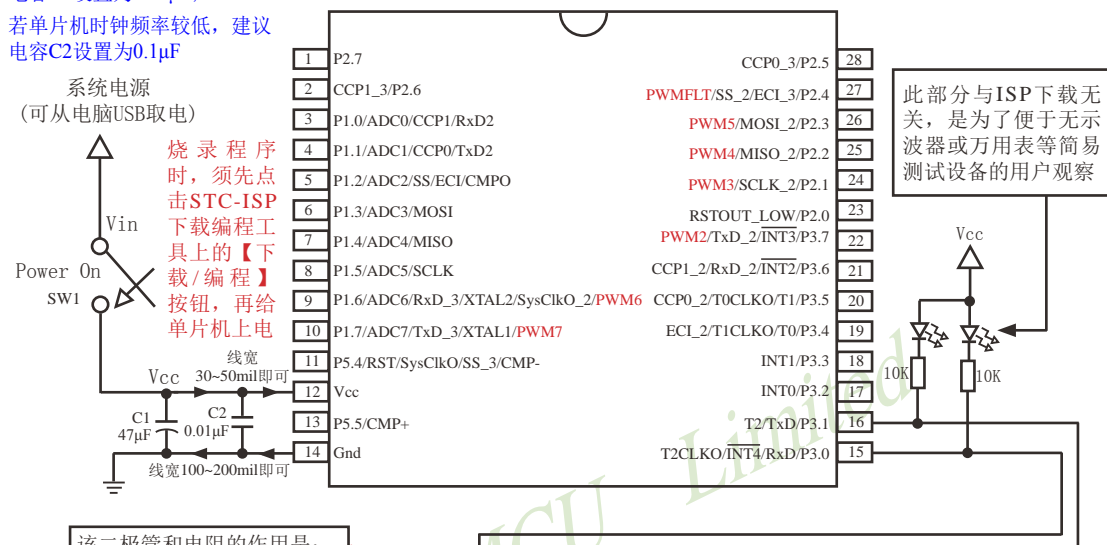 若单片机时钟频率较低，建议
电容C2设置为0.1μF
系统电源
(可从电脑USB取电)
烧录程序
时，须先点
击STC-ISP
下载编程工
具上的【下
载/编程】
按钮，再给
单片机上电
Vin
Power On
SW1
线宽
30~50mil即可
Vcc
C1
47μF
C2
0.01μF
线宽100~200mil即可
1 P2.7
2 CCP1_3/P2.6
3 P1.0/ADC0/CCP1/RxD2
4 P1.1/ADC1/CCP0/TxD2
5 P1.2/ADC2/SS/ECI/CMPO
6 P1.3/ADC3/MOSI
7 P1.4/ADC4/MISO
8 P1.5/ADC5/SCLK
9 P1.6/ADC6/RxD_3/XTAL2/SysClkO_2/PWM6
10 P1.7/ADC7/TxD_3/XTAL1/PWM7
11 P5.4/RST/SysClkO/SS_3/CMP-
12 Vcc
13 P5.5/CMP+
14 Gnd
CCP0_3/P2.5 28
PWMFLT/SS_2/ECI_3/P2.4 27
PWM5/MOSI_2/P2.3 26
PWM4/MISO_2/P2.2 25
PWM3/SCLK_2/P2.1 24
RSTOUT_LOW/P2.0 23
PWM2/TxD_2/INT3/P3.7 22
CCP1_2/RxD_2/INT2/P3.6 21
CCP0_2/T0CLKO/T1/P3.5 20
ECI_2/T1CLKO/T0/P3.4 19
INT1/P3.3 18
INT0/P3.2 17
T2/TxD/P3.1 16
T2CLKO/INT4/RxD/P3.0 15
此部分与ISP下载无
关，是为了便于无示
波器或万用表等简易
测试设备的用户观察
Vcc
10K
10K
MCU Limited
该二极管和电阻的作用是：